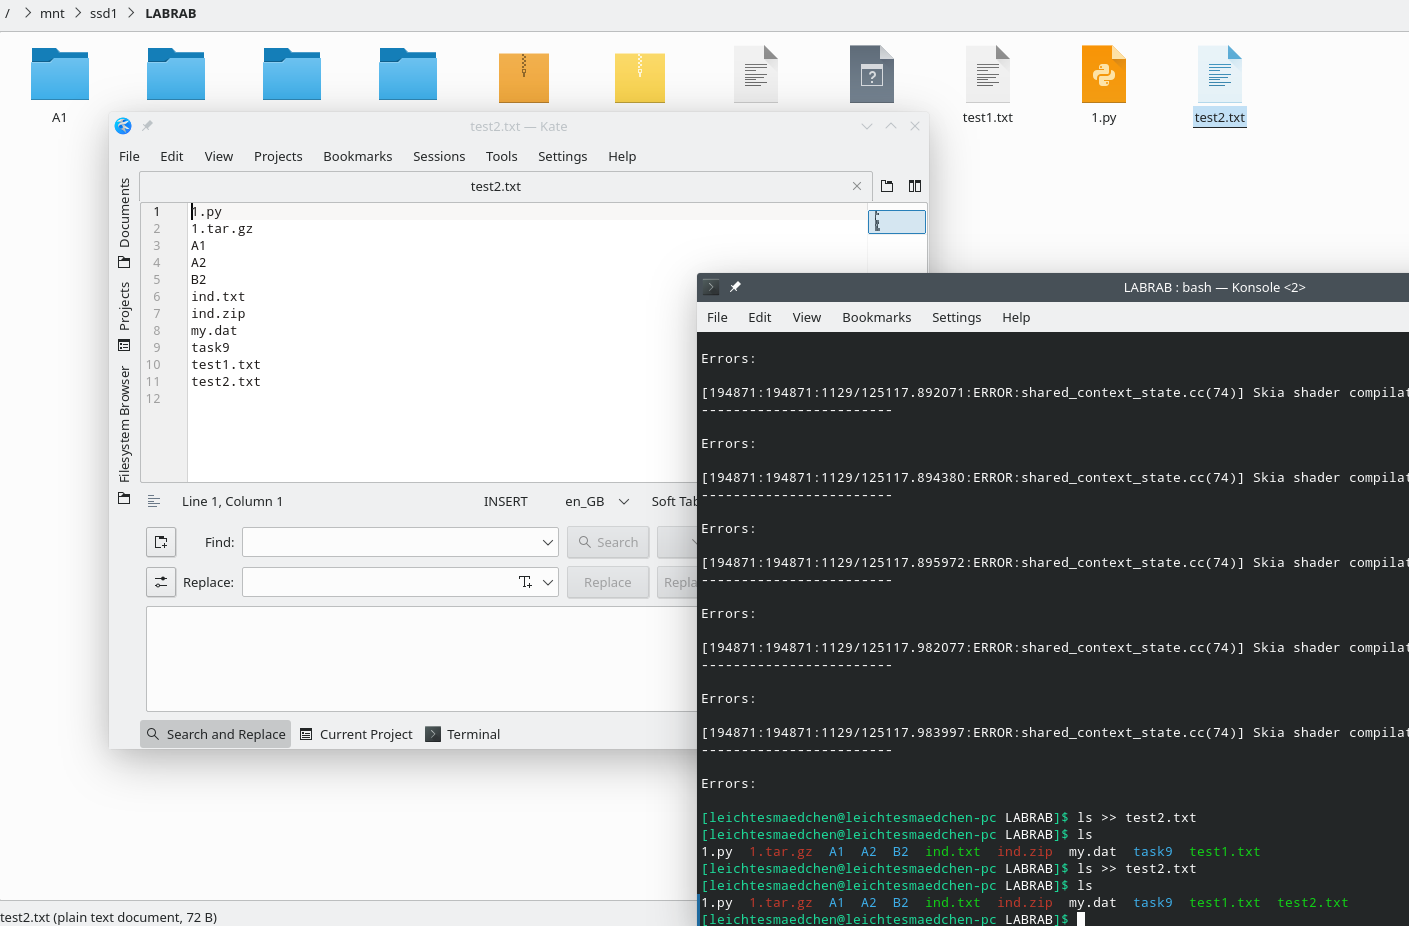 / > mnt > ssd1 > LABRAB
A1
test1.txt
1.py
test2.txt
test2.txt — Kate
File Edit View Projects Bookmarks Sessions Tools Settings Help
Documents
Projects
Filesystem Browser
test2.txt
1 1.py
2 1.tar.gz
3 A1
4 A2
5 B2
6 ind.txt
7 ind.zip
8 my.dat
9 task9
10 test1.txt
11 test2.txt
12
Line 1, Column 1 INSERT en_GB Soft Tab
Find: Search
Replace: Replace Repla
Search and Replace Current Project Terminal
LABRAB : bash — Konsole <2>
File Edit View Bookmarks Settings Help
Errors:
[194871:194871:1129/125117.892071:ERROR:shared_context_state.cc(74)] Skia shader compilat
------------------------
Errors:
[194871:194871:1129/125117.894380:ERROR:shared_context_state.cc(74)] Skia shader compilat
------------------------
Errors:
[194871:194871:1129/125117.895972:ERROR:shared_context_state.cc(74)] Skia shader compilat
------------------------
Errors:
[194871:194871:1129/125117.982077:ERROR:shared_context_state.cc(74)] Skia shader compilat
------------------------
Errors:
[194871:194871:1129/125117.983997:ERROR:shared_context_state.cc(74)] Skia shader compilat
------------------------
Errors:
[leichtesmaedchen@leichtesmaedchen-pc LABRAB]$ ls >> test2.txt
[leichtesmaedchen@leichtesmaedchen-pc LABRAB]$ ls
1.py 1.tar.gz A1 A2 B2 ind.txt ind.zip my.dat task9 test1.txt
[leichtesmaedchen@leichtesmaedchen-pc LABRAB]$ ls >> test2.txt
[leichtesmaedchen@leichtesmaedchen-pc LABRAB]$ ls
1.py 1.tar.gz A1 A2 B2 ind.txt ind.zip my.dat task9 test1.txt test2.txt
[leichtesmaedchen@leichtesmaedchen-pc LABRAB]$
test2.txt (plain text document, 72 B)